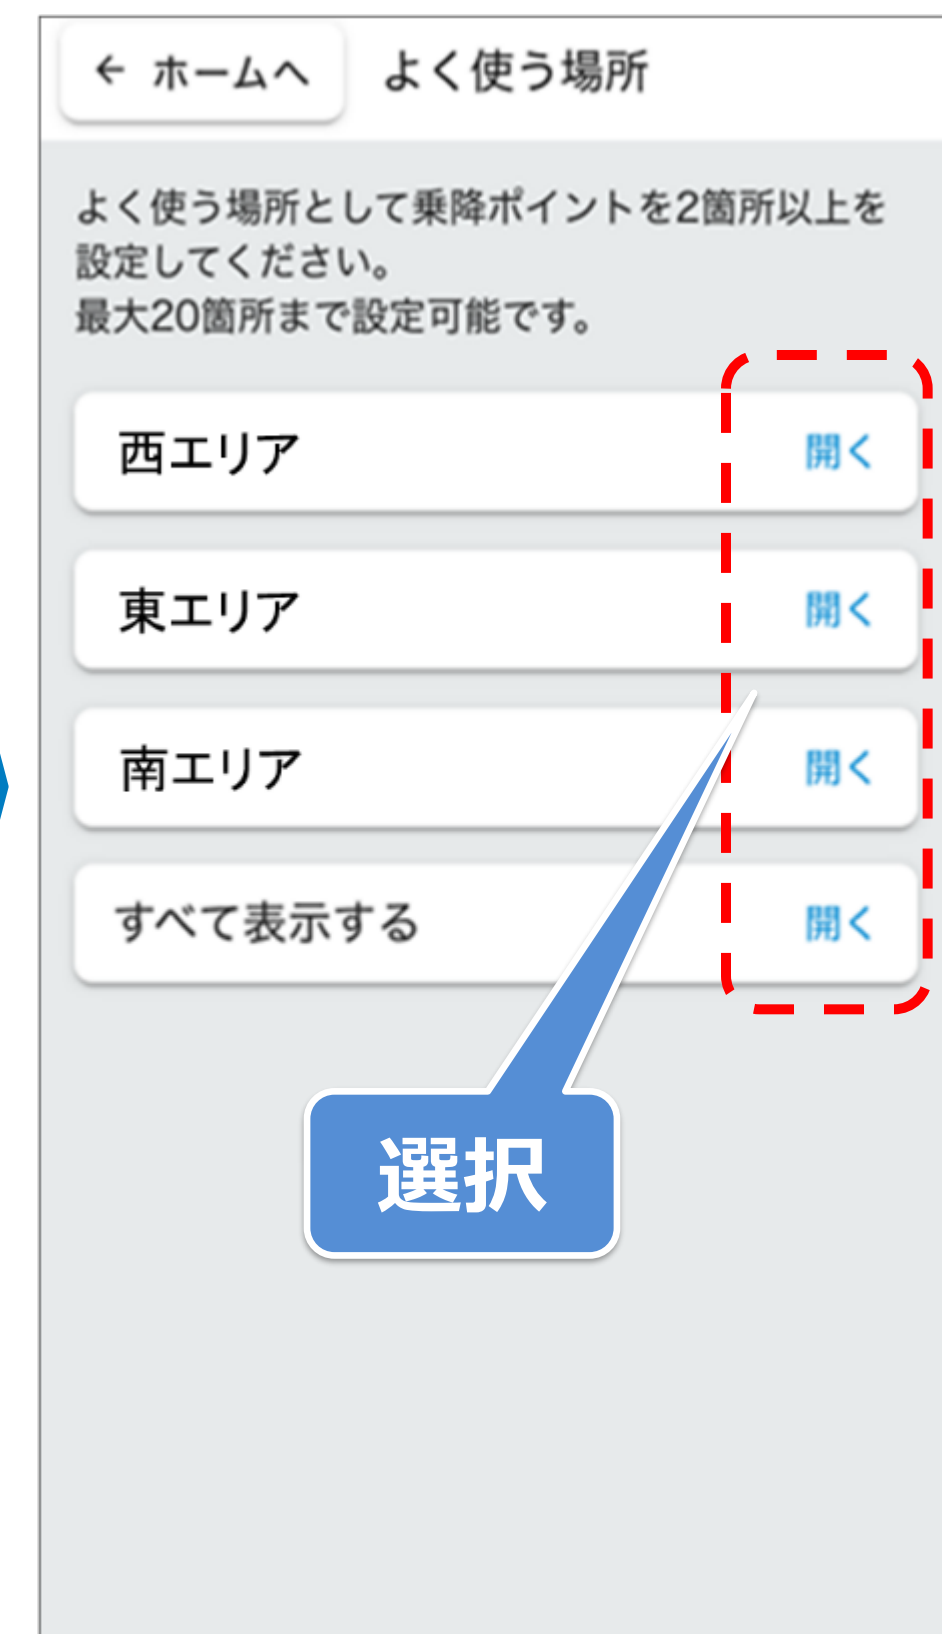 ← ホームへ よく使う場所
よく使う場所として乗降ポイントを2箇所以上を
設定してください。
最大20箇所まで設定可能です。
西エリア 開く
東エリア 開く
南エリア 開く
すべて表示する 開く
選択